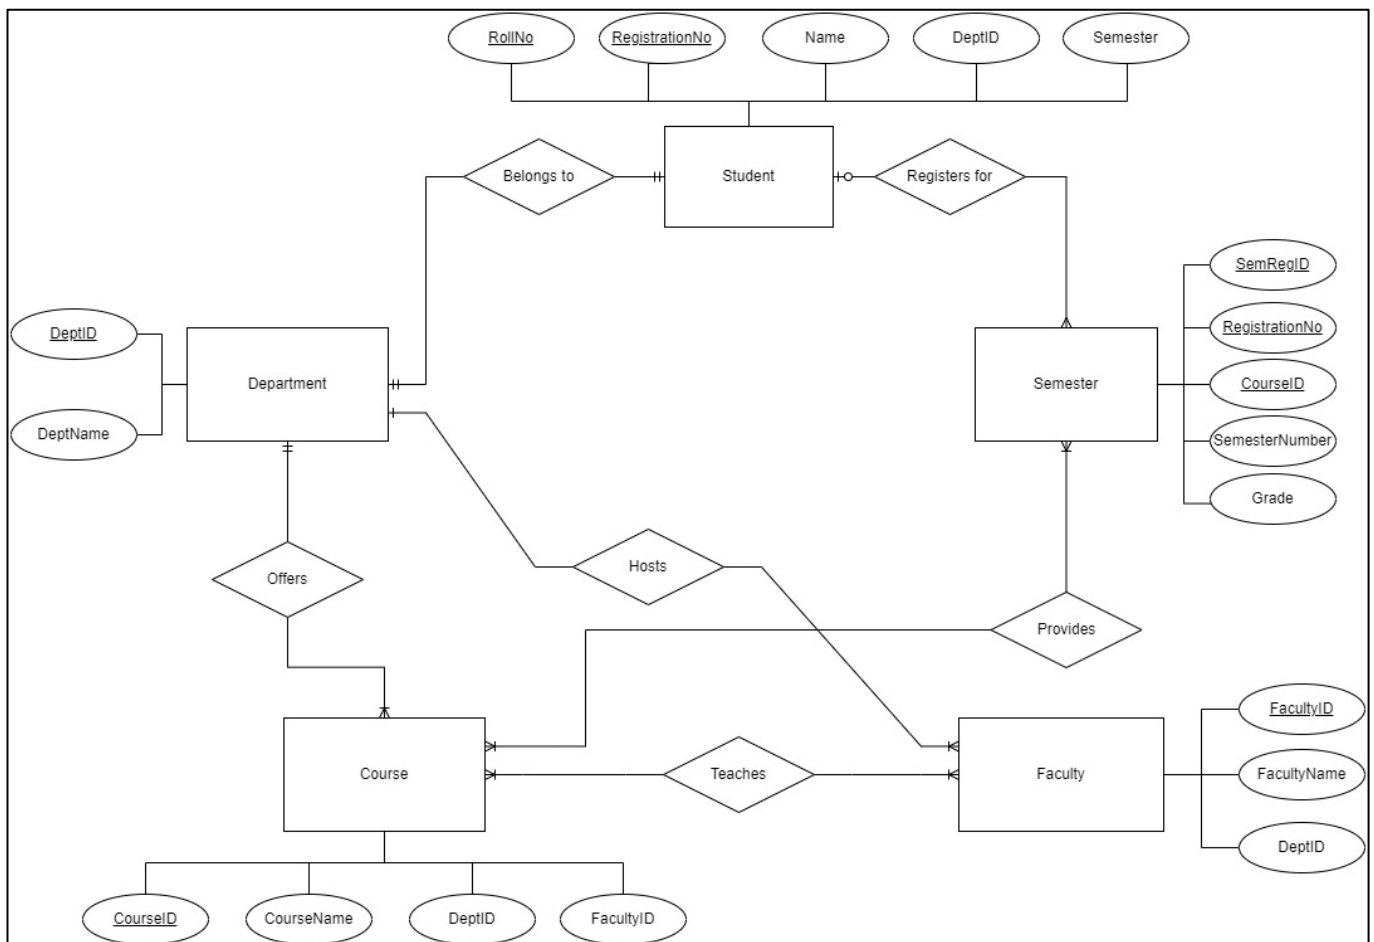 RollNo
RegistrationNo
Name
DeptID
Semester
Belongs to
Student
Registers for
SemRegID
RegistrationNo
CourseID
SemesterNumber
Grade
DeptID
DeptName
Department
Semester
Offers
Hosts
Provides
Course
Teaches
Faculty
FacultyID
FacultyName
DeptID
CourseID
CourseName
DeptID
FacultyID